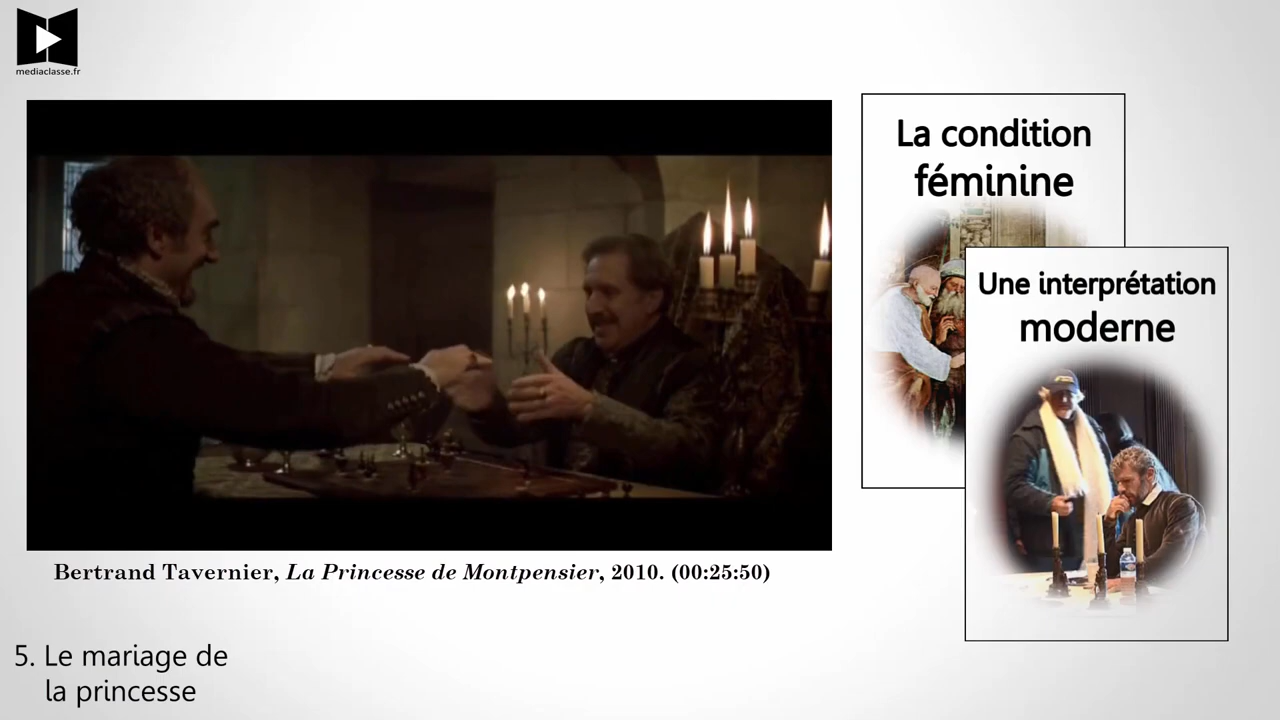 mediaclasse.fr
La condition
féminine
Une interprétation
moderne
Bertrand Tavernier, La Princesse de Montpensier, 2010. (00:25:50)
5. Le mariage de
la princesse